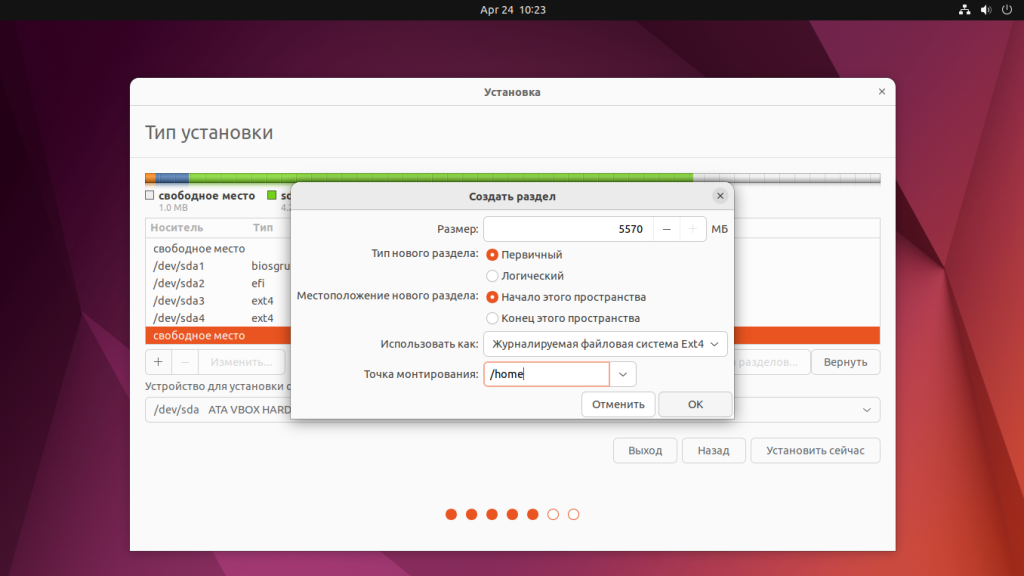 Apr 24 10:23
Установка
Тип установки
свободное место
1.0 MB
Носитель Тип
свободное место
/dev/sda1 biosgru
/dev/sda2 efi
/dev/sda3 ext4
/dev/sda4 ext4
свободное место
+ − Изменить... разделов... Вернуть
Устройство для установки
/dev/sda ATA VBOX HARD
Выход Назад Установить сейчас
Создать раздел
Размер: 5570 − + МБ
Тип нового раздела: Первичный
Логический
Местоположение нового раздела: Начало этого пространства
Конец этого пространства
Использовать как: Журналируемая файловая система Ext4
Точка монтирования: /home
Отменить OK